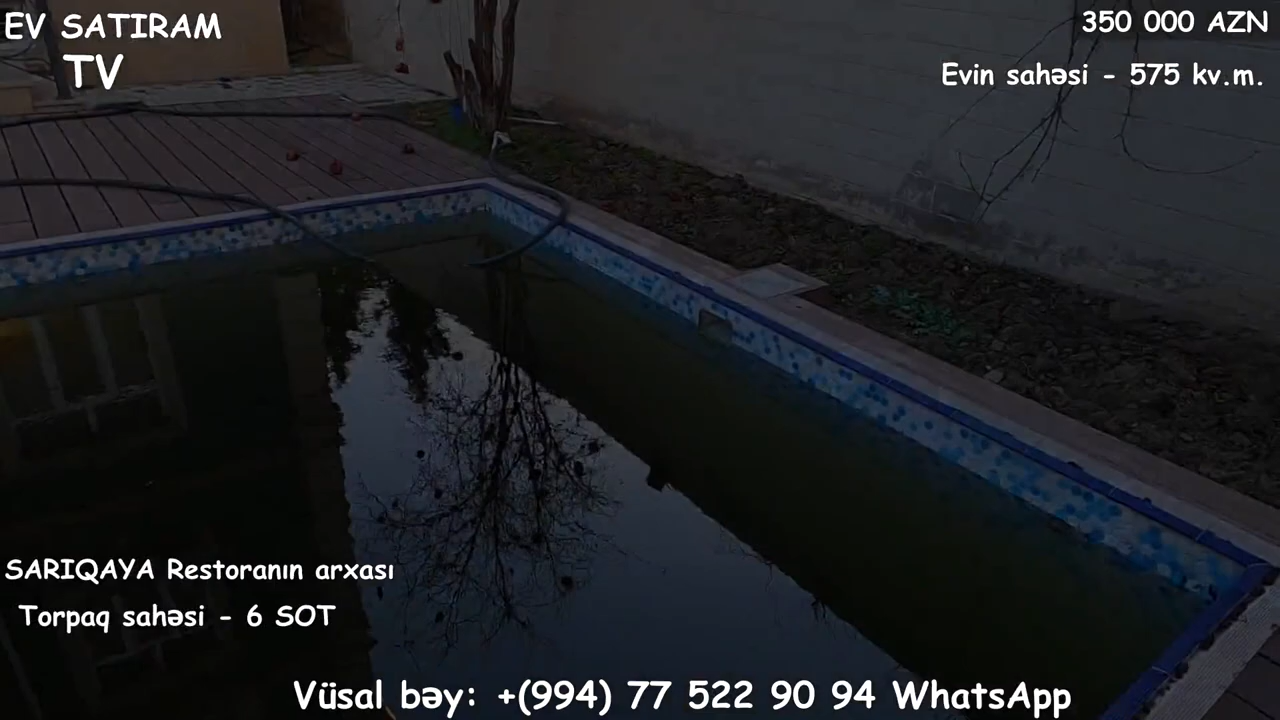 EV SATIRAM
TV
350 000 AZN
Evin sahəsi - 575 kv.m.
SARIQAYA Restoranın arxası
Torpaq sahəsi - 6 SOT
Vüsal bəy: +(994) 77 522 90 94 WhatsApp